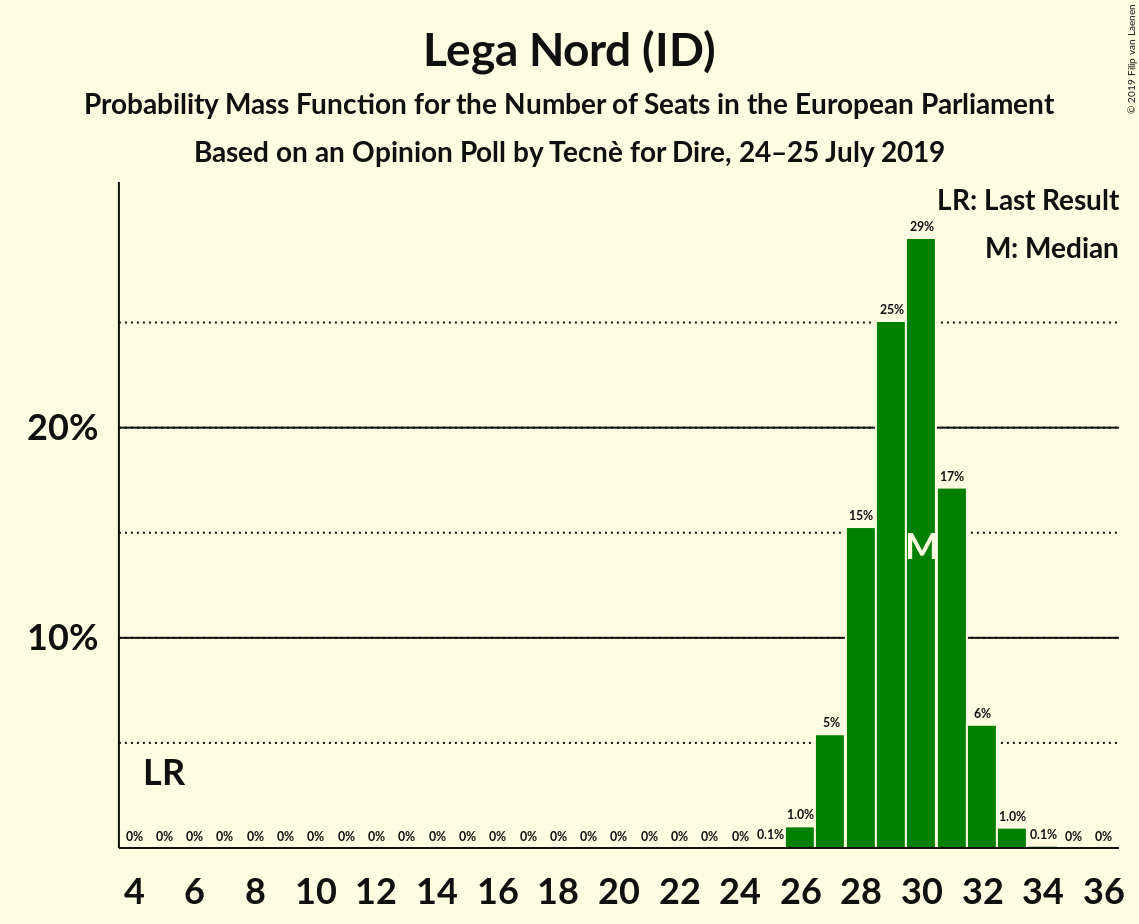 Lega Nord (ID)
Probability Mass Function for the Number of Seats in the European Parliament
Based on an Opinion Poll by Tecnè for Dire, 24–25 July 2019
© 2019 Filip van Laenen
LR: Last Result
M: Median
20%
10%
LR
M
0% 0% 0% 0% 0% 0% 0% 0% 0% 0% 0% 0% 0% 0% 0% 0% 0% 0% 0% 0% 0% 0.1% 1.0% 5% 15% 25% 29% 17% 6% 1.0% 0.1% 0% 0%
4 6 8 10 12 14 16 18 20 22 24 26 28 30 32 34 36